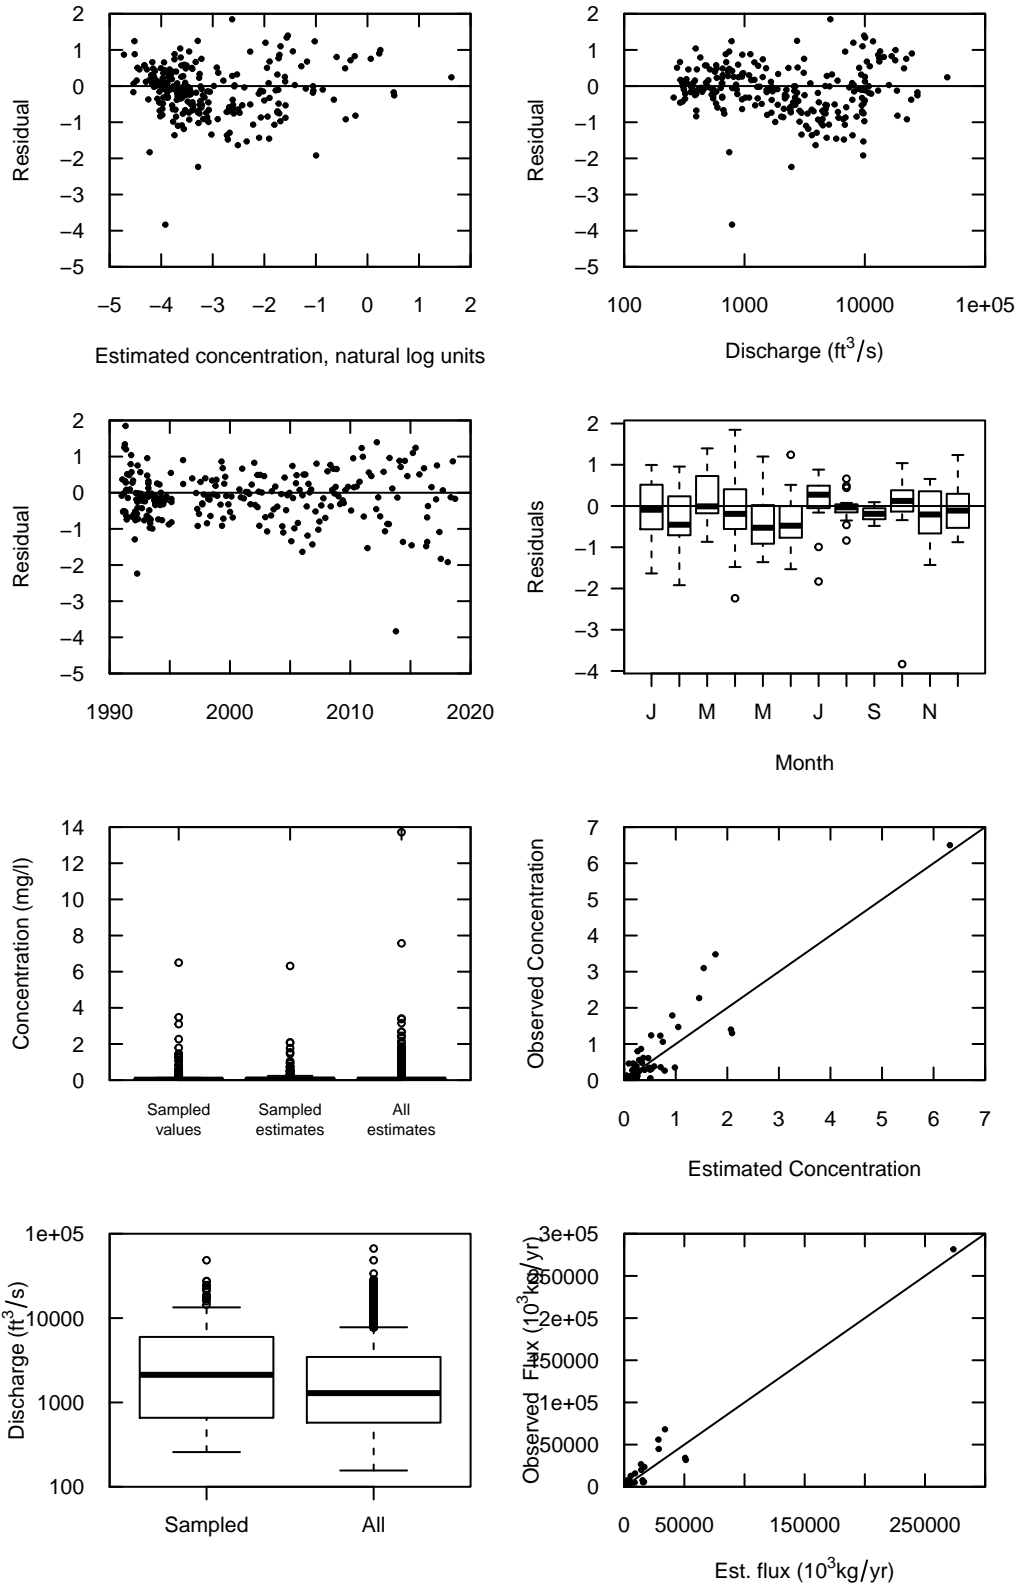 2
1
0
−1
−2
−3
−4
−5
Residual
−5 −4 −3 −2 −1 0 1 2
Estimated concentration, natural log units
2
1
0
−1
−2
−3
−4
−5
Residual
100 1000 10000 1e+05
Discharge (ft3/s)
2
1
0
−1
−2
−3
−4
−5
Residual
1990 2000 2010 2020
2
1
0
−1
−2
−3
−4
Residuals
J M M J S N
Month
14
12
10
8
6
4
2
0
Concentration (mg/l)
Sampled Sampled All
values estimates estimates
7
6
5
4
3
2
1
0
Observed Concentration
0 1 2 3 4 5 6 7
Estimated Concentration
1e+05
10000
1000
100
Discharge (ft3/s)
Sampled All
3e+05
250000
2e+05
150000
1e+05
50000
0
Observed Flux (103kg/yr)
0 50000 150000 250000
Est. flux (103kg/yr)